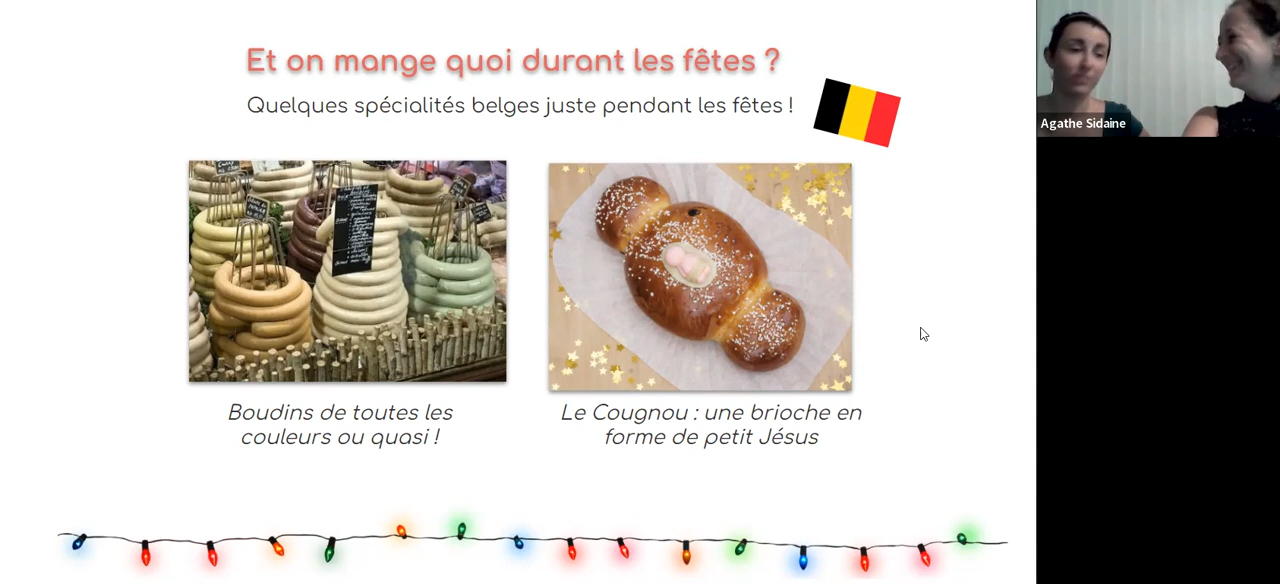 Et on mange quoi durant les fêtes ?
Quelques spécialités belges juste pendant les fêtes !
Agathe Sidaine
Boudins de toutes les
couleurs ou quasi !
Le Cougnou : une brioche en
forme de petit Jésus